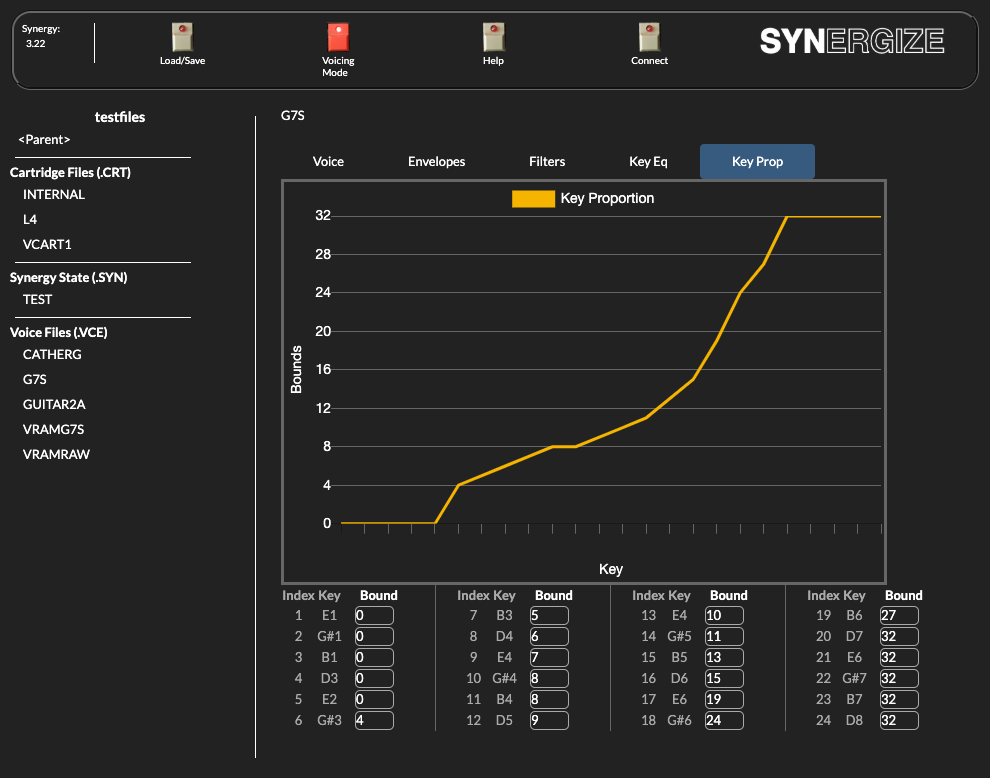 Synergy:
3.22
Load/Save
Voicing
Mode
Help
Connect
SYNERGIZE
testfiles
<Parent>
Cartridge Files (.CRT)
INTERNAL
L4
VCART1
Synergy State (.SYN)
TEST
Voice Files (.VCE)
CATHERG
G7S
GUITAR2A
VRAMG7S
VRAMRAW
G7S
Voice Envelopes Filters Key Eq Key Prop
Key Proportion
32
28
24
20
16
12
8
4
0
Bounds
Key
Index Key Bound Index Key Bound Index Key Bound Index Key Bound
1 E1 0 7 B3 5 13 E4 10 19 B6 27
2 G#1 0 8 D4 6 14 G#5 11 20 D7 32
3 B1 0 9 E4 7 15 B5 13 21 E6 32
4 D3 0 10 G#4 8 16 D6 15 22 G#7 32
5 E2 0 11 B4 8 17 E6 19 23 B7 32
6 G#3 4 12 D5 9 18 G#6 24 24 D8 32